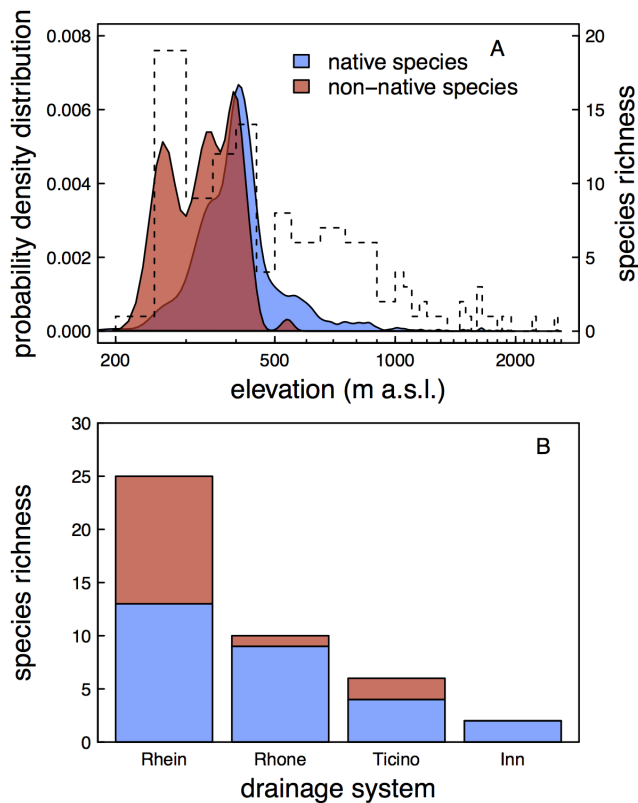 A
native species
non−native species
probability density distribution
0.008
0.006
0.004
0.002
0.000
20
15
10
5
0
species richness
200
500
1000
2000
elevation (m a.s.l.)
B
species richness
30
25
20
15
10
5
0
Rhein
Rhone
Ticino
Inn
drainage system